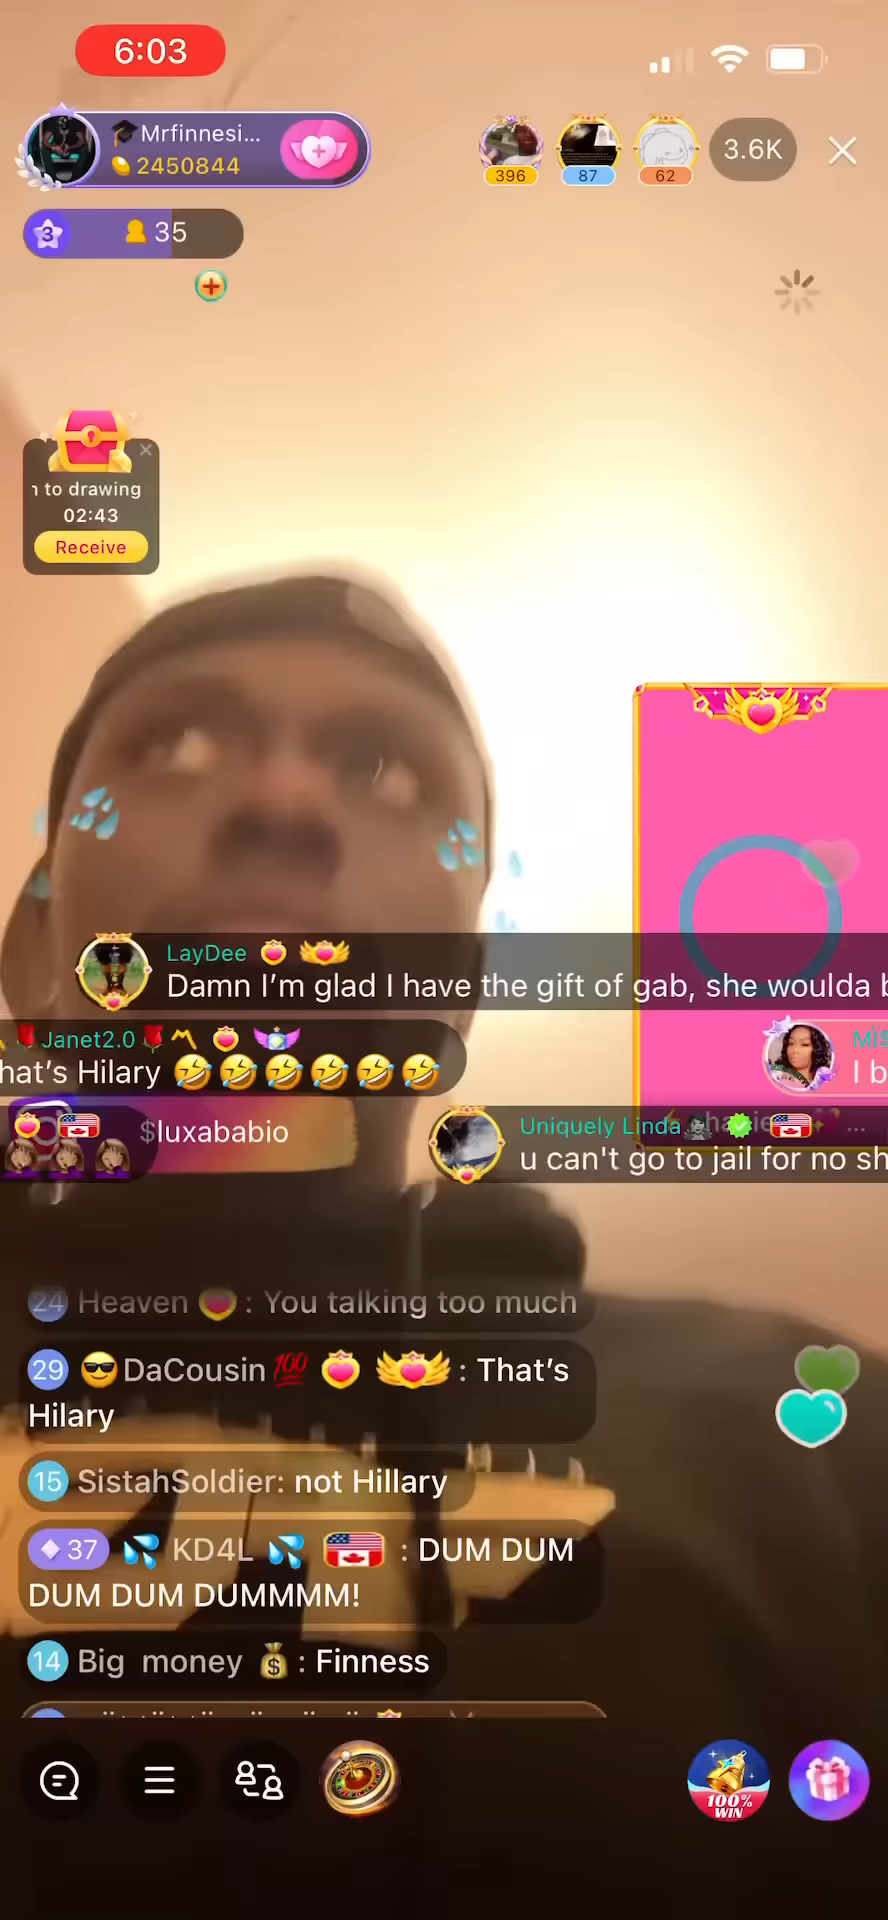 6:03
Mrfinnesi...
2450844
396
87
62
3.6K
3
35
to drawing
02:43
Receive
LayDee
Damn I'm glad I have the gift of gab, she woulda b
Janet2.0
hat's Hilary 🤣🤣🤣🤣🤣🤣
I b
$luxababio
Uniquely Linda
...
u can't go to jail for no sh
24 Heaven : You talking too much
29 😎DaCousin💯 : That's
Hilary
15 SistahSoldier: not Hillary
37 💦 KD4L 💦 : DUM DUM
DUM DUM DUMMMM!
14 Big money 💰 : Finness
100%
WIN